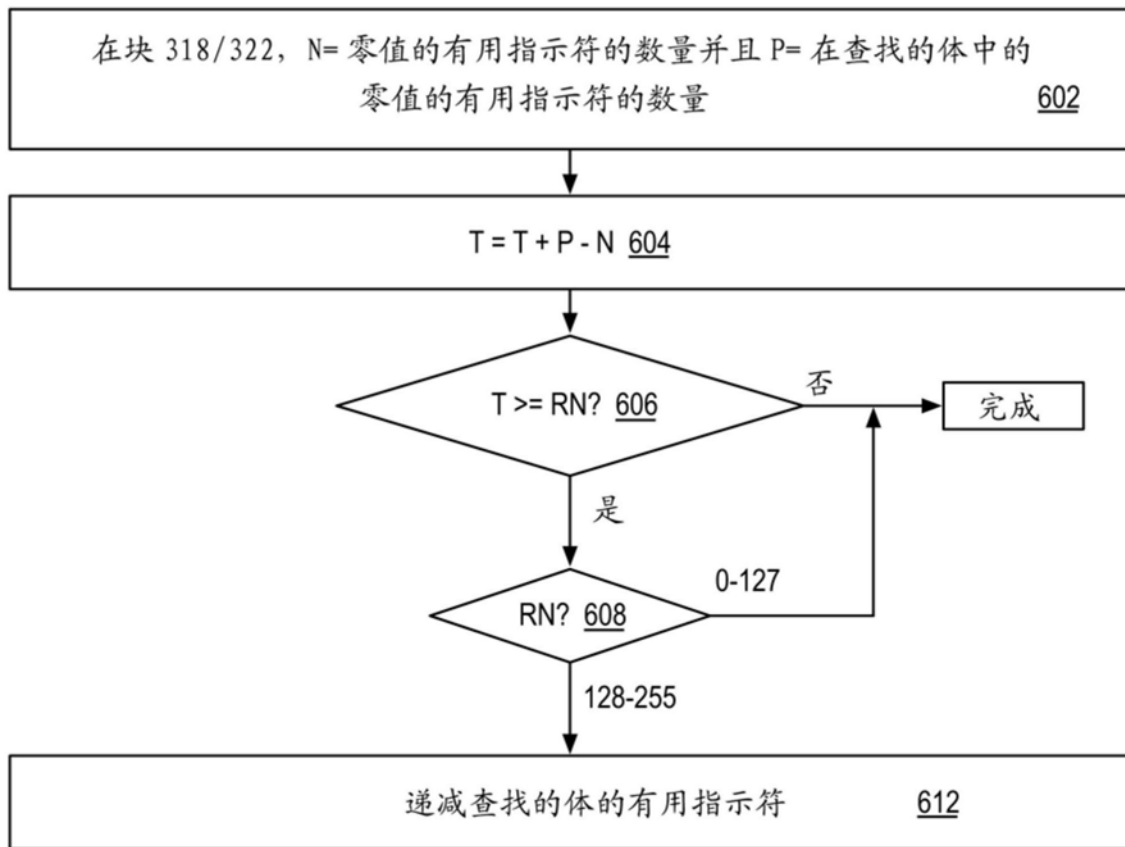 在块 318/322, N= 零值的有用指示符的数量并且 P= 在查找的体中的
零值的有用指示符的数量 602
T = T + P - N 604
T >= RN? 606
否
完成
是
RN? 608
0-127
128-255
递减查找的体的有用指示符 612